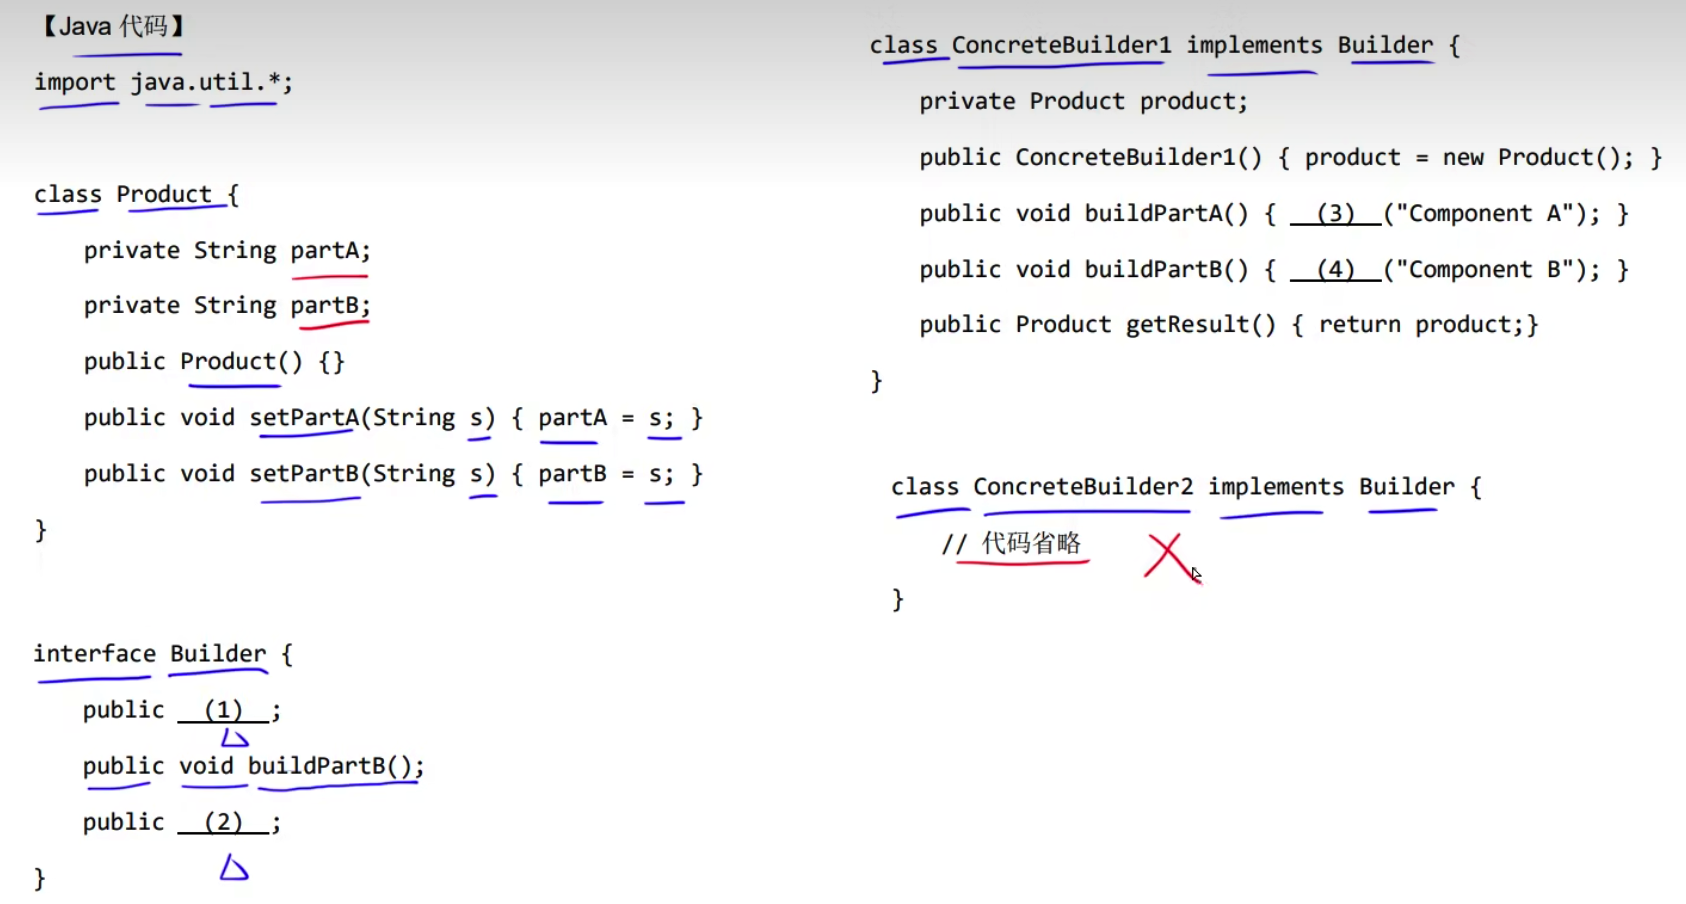 【Java 代码】
import java.util.*;
class Product {
private String partA;
private String partB;
public Product() {}
public void setPartA(String s) { partA = s; }
public void setPartB(String s) { partB = s; }
}
interface Builder {
public __(1)__;
public void buildPartB();
public __(2)__;
}
class ConcreteBuilder1 implements Builder {
private Product product;
public ConcreteBuilder1() { product = new Product(); }
public void buildPartA() { __(3)__("Component A"); }
public void buildPartB() { __(4)__("Component B"); }
public Product getResult() { return product;}
}
class ConcreteBuilder2 implements Builder {
// 代码省略
}